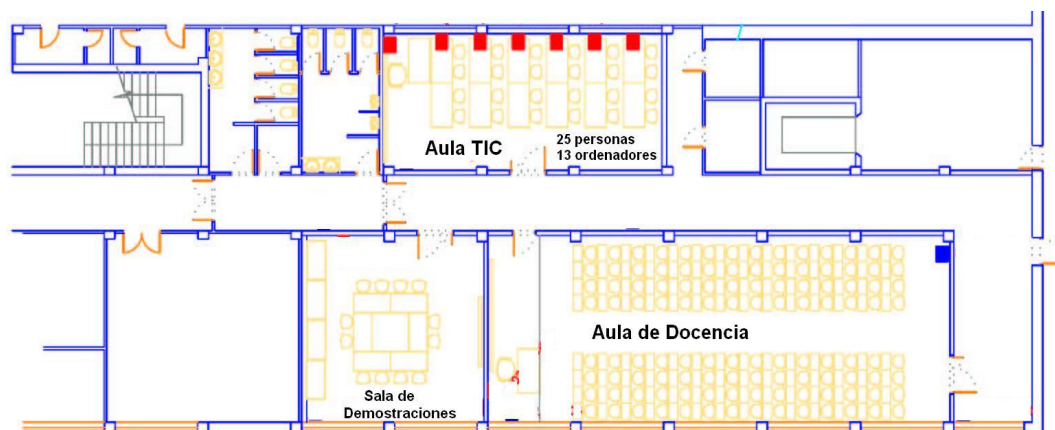 Aula TIC
25 personas
13 ordenadores
Aula de Docencia
Sala de
Demostraciones